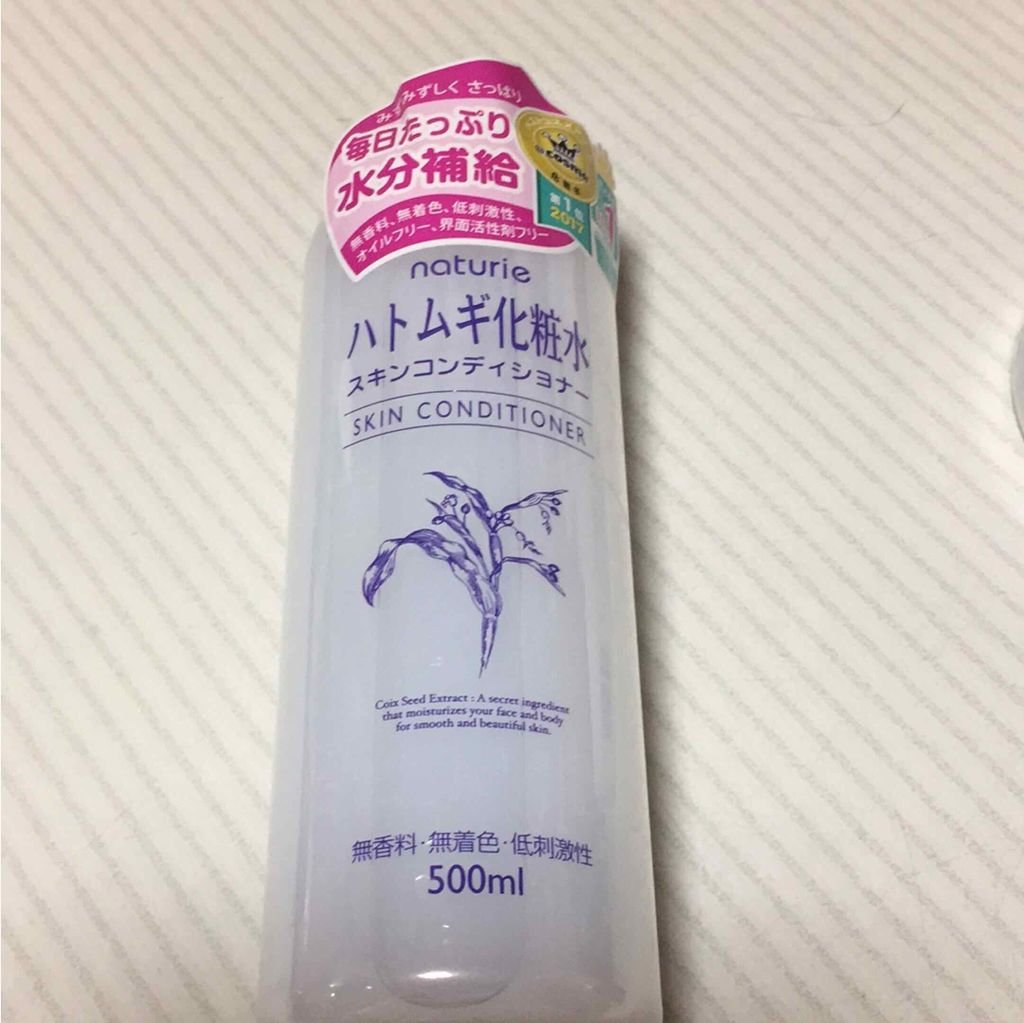 みずみずしく さっぱり
毎日たっぷり
水分補給
無香料、無着色、低刺激性、
オイルフリー、界面活性剤フリー
@cosme
第1位
2017
naturie
ハトムギ化粧水
スキンコンディショナー
SKIN CONDITIONER
Coix Seed Extract : A secret ingredient
that moisturizes your face and body
for smooth and beautiful skin.
無香料・無着色・低刺激性
500ml